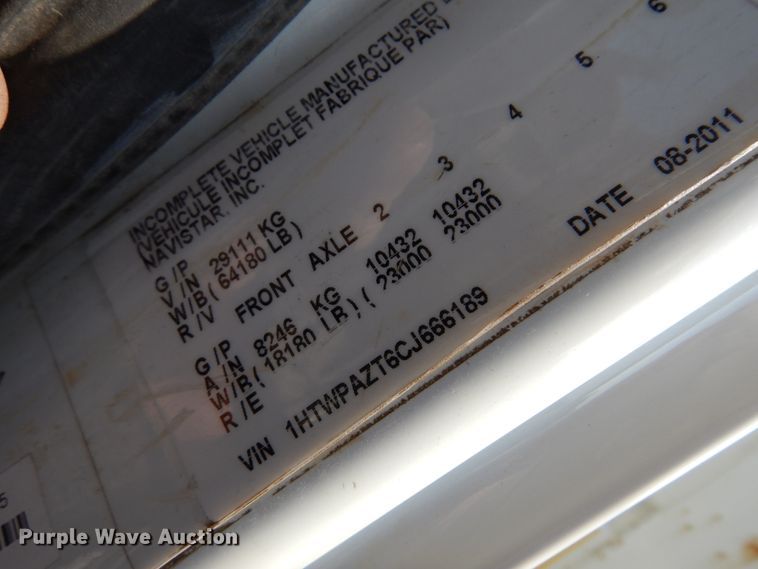 INCOMPLETE VEHICLE MANUFACTURED
(VEHICULE INCOMPLET FABRIQUE PAR)
NAVISTAR, INC.
G/P
V/N 29111 KG
W/B( 64180 LB)
R/V FRONT AXLE 2 3 4 5 6
G/P
A/N 8246 KG 10432 10432
W/B( 18180 LB)( 23000 23000
R/E
VIN 1HTWPAZT6CJ666189 DATE 08-2011
5
Purple Wave Auction